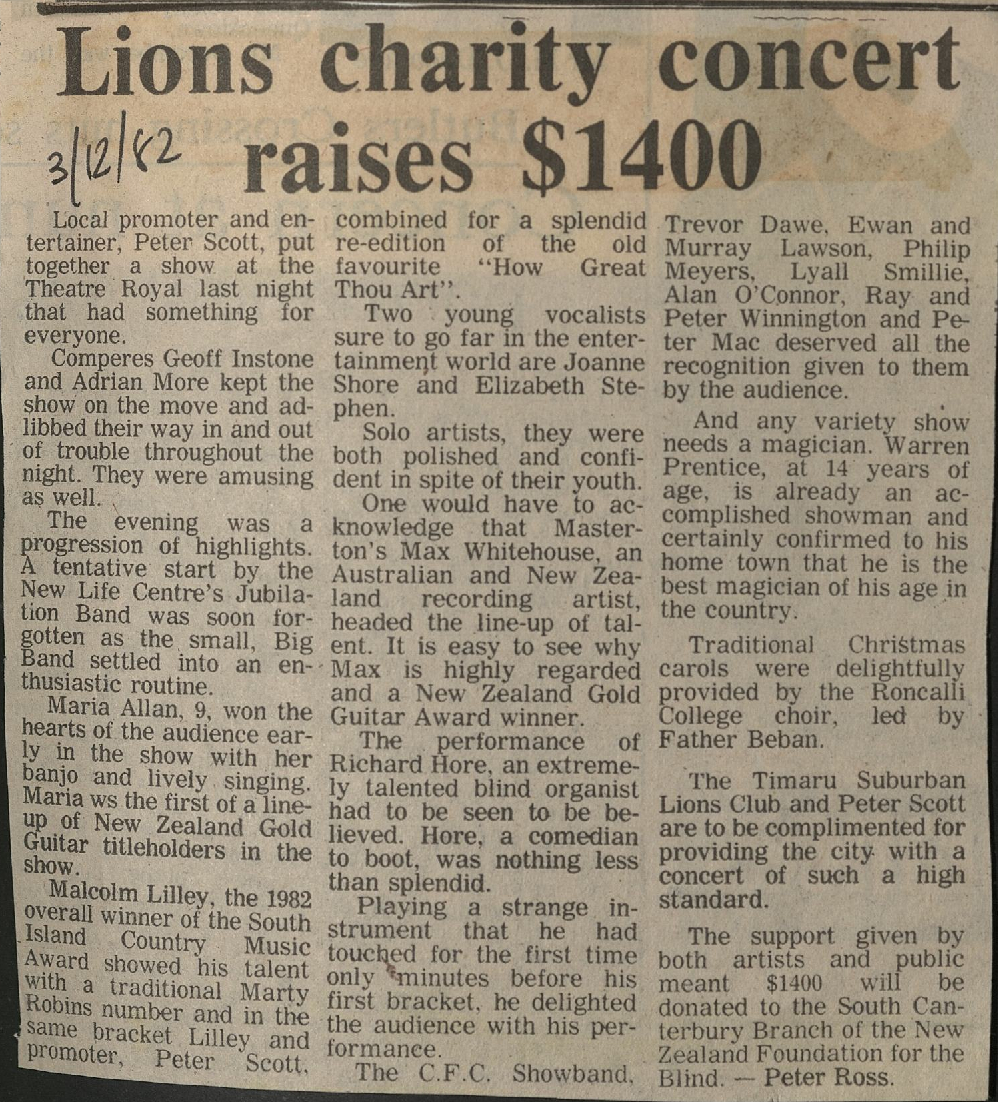 Lions charity concert
raises $1400
3/12/82
Local promoter and en-
tertainer, Peter Scott, put
together a show at the
Theatre Royal last night
that had something for
everyone.
Comperes Geoff Instone
and Adrian More kept the
show on the move and ad-
libbed their way in and out
of trouble throughout the
night. They were amusing
as well.
The evening was a
progression of highlights.
A tentative start by the
New Life Centre's Jubila-
tion Band was soon for-
gotten as the small, Big
Band settled into an en-
thusiastic routine.
Maria Allan, 9, won the
hearts of the audience ear-
ly in the show with her
banjo and lively singing.
Maria ws the first of a line-
up of New Zealand Gold
Guitar titleholders in the
show.
Malcolm Lilley, the 1982
overall winner of the South
Island Country Music
Award showed his talent
with a traditional Marty
Robins number and in the
same bracket Lilley and
promoter, Peter Scott,
combined for a splendid
re-edition of the old
favourite "How Great
Thou Art".
Two young vocalists
sure to go far in the enter-
tainment world are Joanne
Shore and Elizabeth Ste-
phen.
Solo artists, they were
both polished and confi-
dent in spite of their youth.
One would have to ac-
knowledge that Master-
ton's Max Whitehouse, an
Australian and New Zea-
land recording artist,
headed the line-up of tal-
ent. It is easy to see why
Max is highly regarded
and a New Zealand Gold
Guitar Award winner.
The performance of
Richard Hore, an extreme-
ly talented blind organist
had to be seen to be be-
lieved. Hore, a comedian
to boot, was nothing less
than splendid.
Playing a strange in-
strument that he had
touched for the first time
only minutes before his
first bracket, he delighted
the audience with his per-
formance.
The C.F.C. Showband,
Trevor Dawe, Ewan and
Murray Lawson, Philip
Meyers, Lyall Smillie,
Alan O'Connor, Ray and
Peter Winnington and Pe-
ter Mac deserved all the
recognition given to them
by the audience.
And any variety show
needs a magician. Warren
Prentice, at 14 years of
age, is already an ac-
complished showman and
certainly confirmed to his
home town that he is the
best magician of his age in
the country.
Traditional Christmas
carols were delightfully
provided by the Roncalli
College choir, led by
Father Beban.
The Timaru Suburban
Lions Club and Peter Scott
are to be complimented for
providing the city with a
concert of such a high
standard.
The support given by
both artists and public
meant $1400 will be
donated to the South Can-
terbury Branch of the New
Zealand Foundation for the
Blind. — Peter Ross.